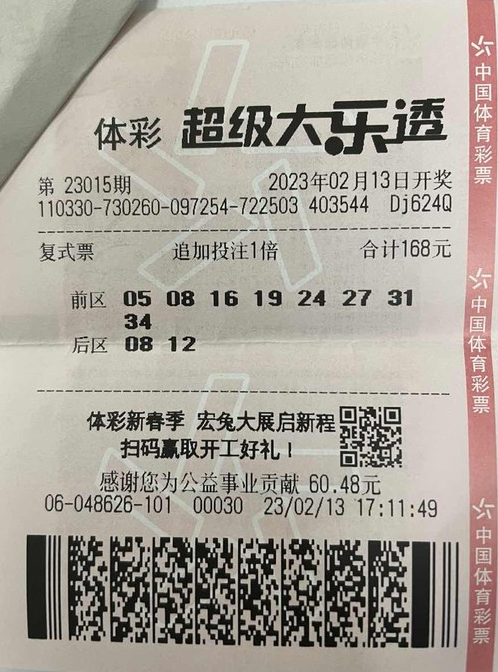 体彩 超级大乐透
第 23015期 2023年02月13日开奖
110330-730260-097254-722503 403544 Dj624Q
复式票 追加投注1倍 合计168元
前区 05 08 16 19 24 27 31
34
后区 08 12
体彩新春季 宏兔大展启新程
扫码赢取开工好礼！
感谢您为公益事业贡献 60.48元
06-048626-101 00030 23/02/13 17:11:49
中国体育彩票
中国体育彩票
中国体育彩票